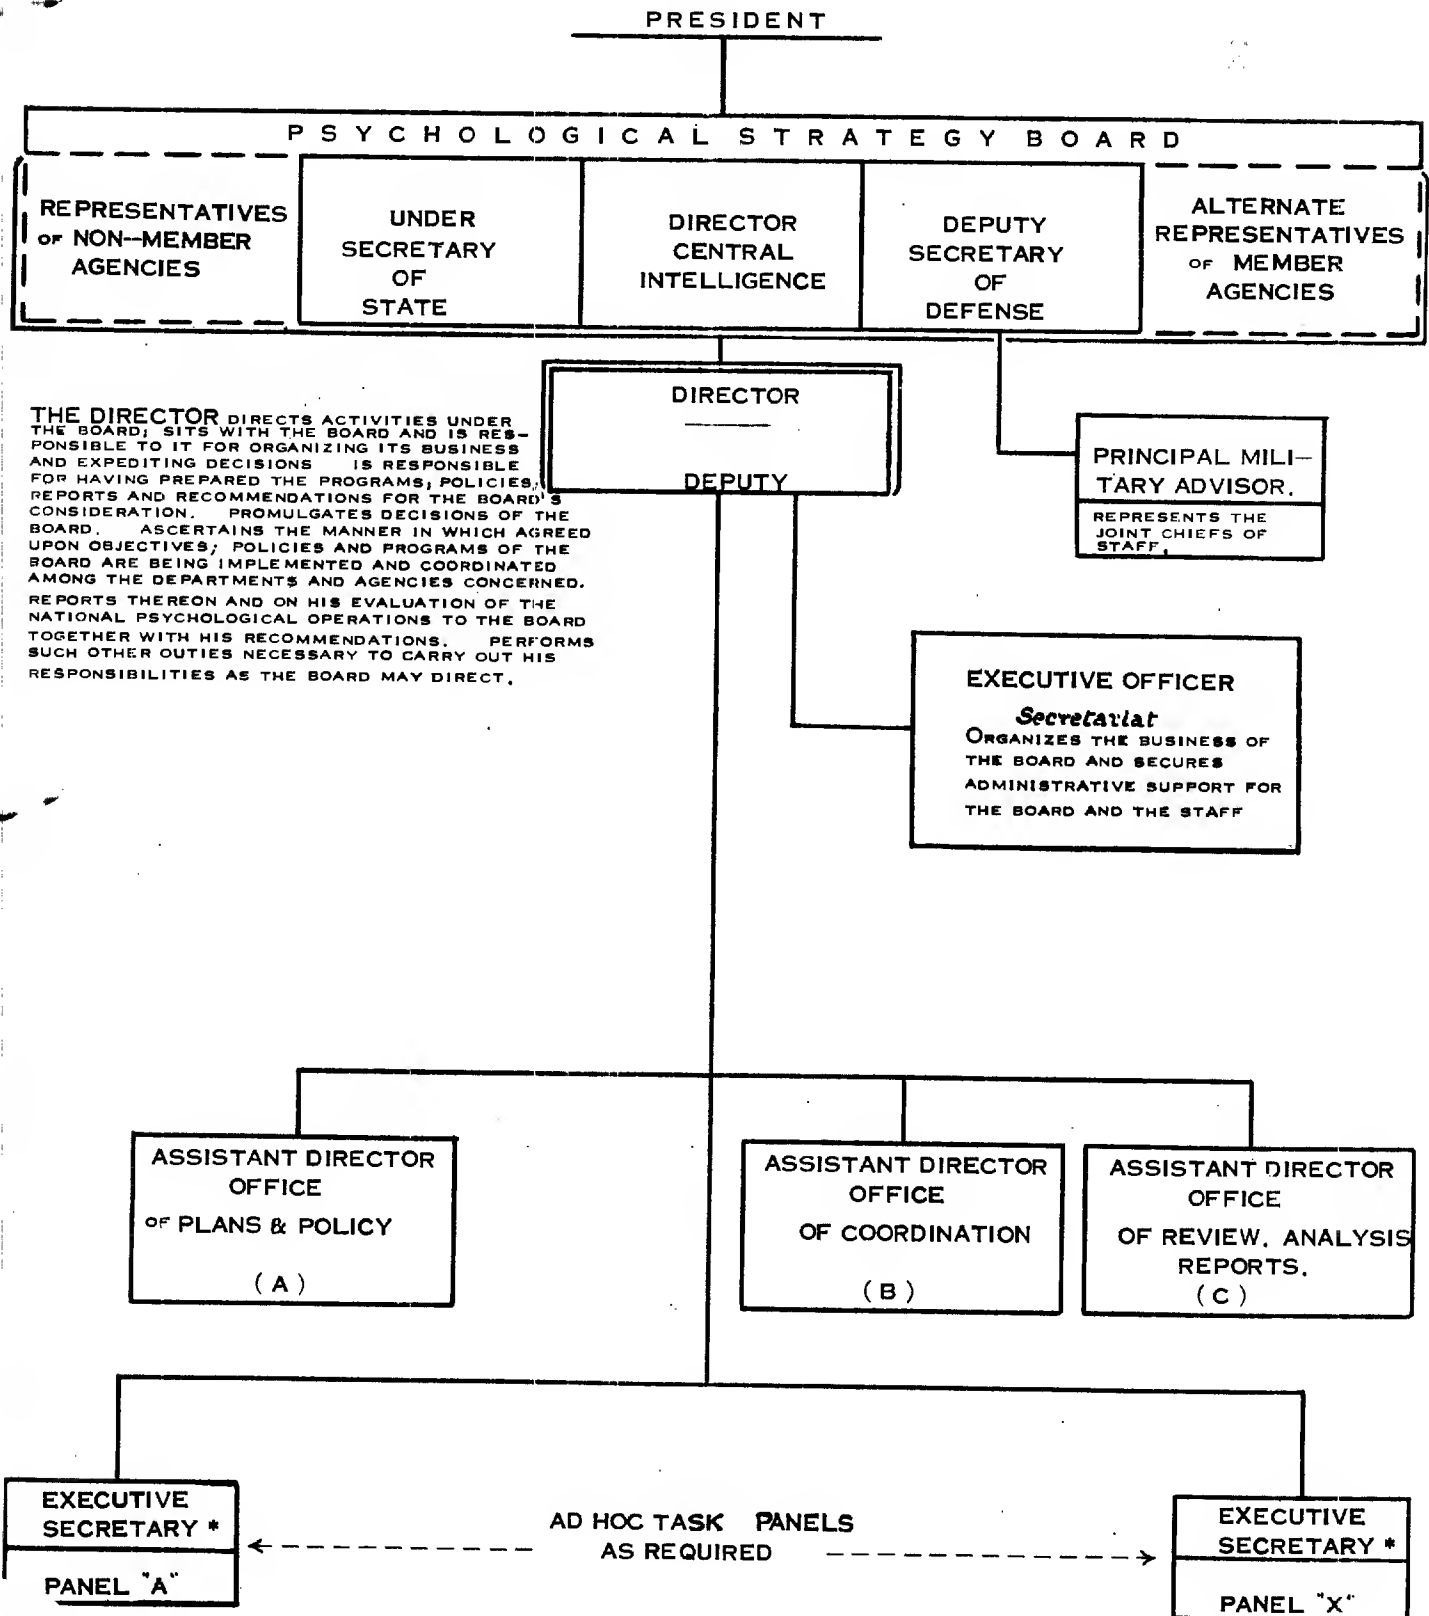 PRESIDENT
PSYCHOLOGICAL STRATEGY BOARD
REPRESENTATIVES
OF NON--MEMBER
AGENCIES
UNDER
SECRETARY
OF
STATE
DIRECTOR
CENTRAL
INTELLIGENCE
DEPUTY
SECRETARY
OF
DEFENSE
ALTERNATE
REPRESENTATIVES
OF MEMBER
AGENCIES
DIRECTOR
DEPUTY
THE DIRECTOR DIRECTS ACTIVITIES UNDER
THE BOARD; SITS WITH THE BOARD AND IS RES-
PONSIBLE TO IT FOR ORGANIZING ITS BUSINESS
AND EXPEDITING DECISIONS IS RESPONSIBLE
FOR HAVING PREPARED THE PROGRAMS; POLICIES,
REPORTS AND RECOMMENDATIONS FOR THE BOARD'S
CONSIDERATION. PROMULGATES DECISIONS OF THE
BOARD. ASCERTAINS THE MANNER IN WHICH AGREED
UPON OBJECTIVES; POLICIES AND PROGRAMS OF THE
BOARD ARE BEING IMPLEMENTED AND COORDINATED
AMONG THE DEPARTMENTS AND AGENCIES CONCERNED.
REPORTS THEREON AND ON HIS EVALUATION OF THE
NATIONAL PSYCHOLOGICAL OPERATIONS TO THE BOARD
TOGETHER WITH HIS RECOMMENDATIONS. PERFORMS
SUCH OTHER OUTIES NECESSARY TO CARRY OUT HIS
RESPONSIBILITIES AS THE BOARD MAY DIRECT.
PRINCIPAL MILI-
TARY ADVISOR.
REPRESENTS THE
JOINT CHIEFS OF
STAFF.
EXECUTIVE OFFICER
Secretariat
ORGANIZES THE BUSINESS OF
THE BOARD AND SECURES
ADMINISTRATIVE SUPPORT FOR
THE BOARD AND THE STAFF
ASSISTANT DIRECTOR
OFFICE
OF PLANS & POLICY
(A)
ASSISTANT DIRECTOR
OFFICE
OF COORDINATION
(B)
ASSISTANT DIRECTOR
OFFICE
OF REVIEW. ANALYSIS
REPORTS.
(C)
EXECUTIVE
SECRETARY *
PANEL "A"
AD HOC TASK PANELS
AS REQUIRED
EXECUTIVE
SECRETARY *
PANEL "X"